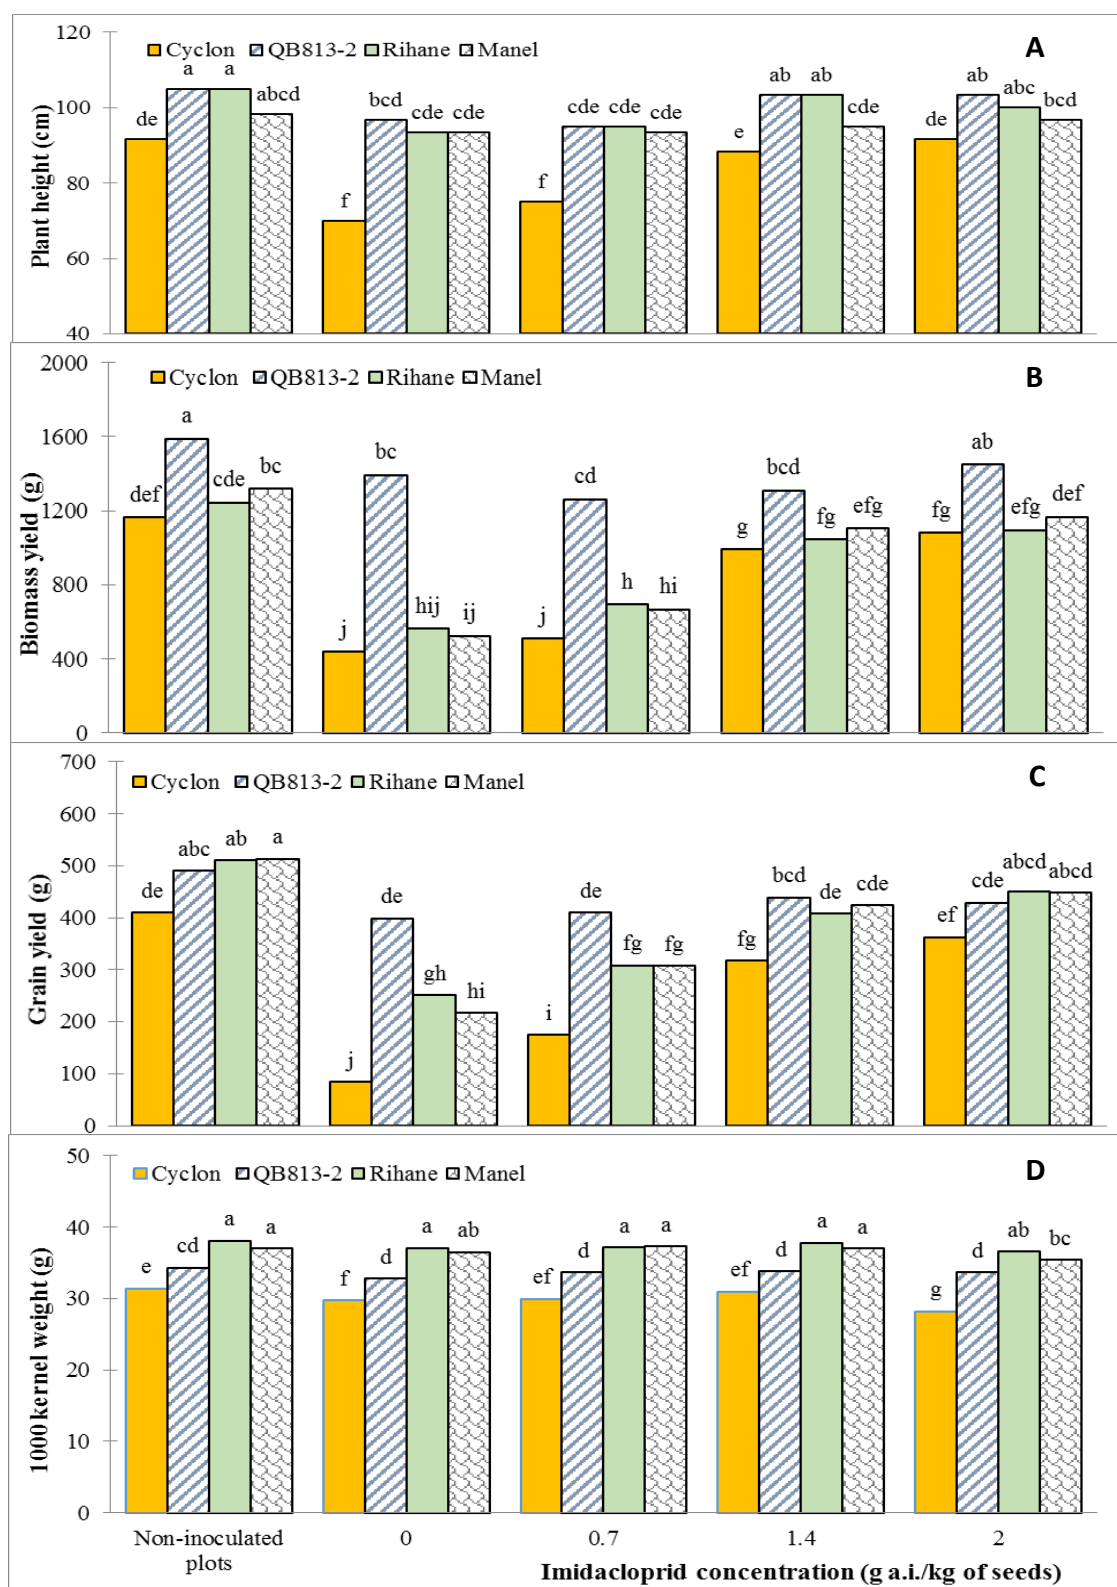 A
Cyclon QB813-2 Rihane Manel
Plant height (cm)
120
100
80
60
40
de a a abcd
f bcd cde cde
f cde cde cde
e ab ab cde
de ab abc bcd
B
Cyclon QB813-2 Rihane Manel
Biomass yield (g)
2000
1600
1200
800
400
0
def a cde bc
j bc hij ij
j cd h hi
g bcd fg efg
fg ab efg def
C
Cyclon QB813-2 Rihane Manel
Grain yield (g)
700
600
500
400
300
200
100
0
de abc ab a
j de gh hi
i de fg fg
fg bcd de cde
ef cde abcd abcd
D
Cyclon QB813-2 Rihane Manel
1000 kernel weight (g)
50
40
30
20
10
0
e cd a a
f d a ab
ef d a a
ef d a a
g d ab bc
Non-inoculated
plots
0 0.7 1.4 2
Imidacloprid concentration (g a.i./kg of seeds)